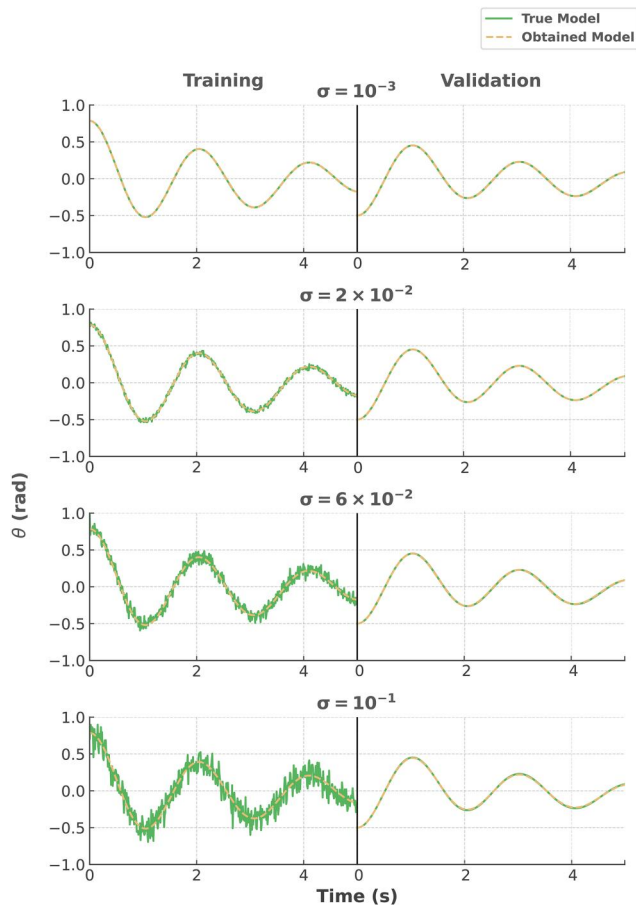 True Model
Obtained Model
Training Validation
σ = 10⁻³
1.0
0.5
0.0
−0.5
−1.0
0 2 4 0 2 4
σ = 2 × 10⁻²
1.0
0.5
0.0
−0.5
−1.0
0 2 4 0 2 4
σ = 6 × 10⁻²
1.0
0.5
0.0
−0.5
−1.0
0 2 4 0 2 4
σ = 10⁻¹
1.0
0.5
0.0
−0.5
−1.0
0 2 4 0 2 4
θ (rad)
Time (s)